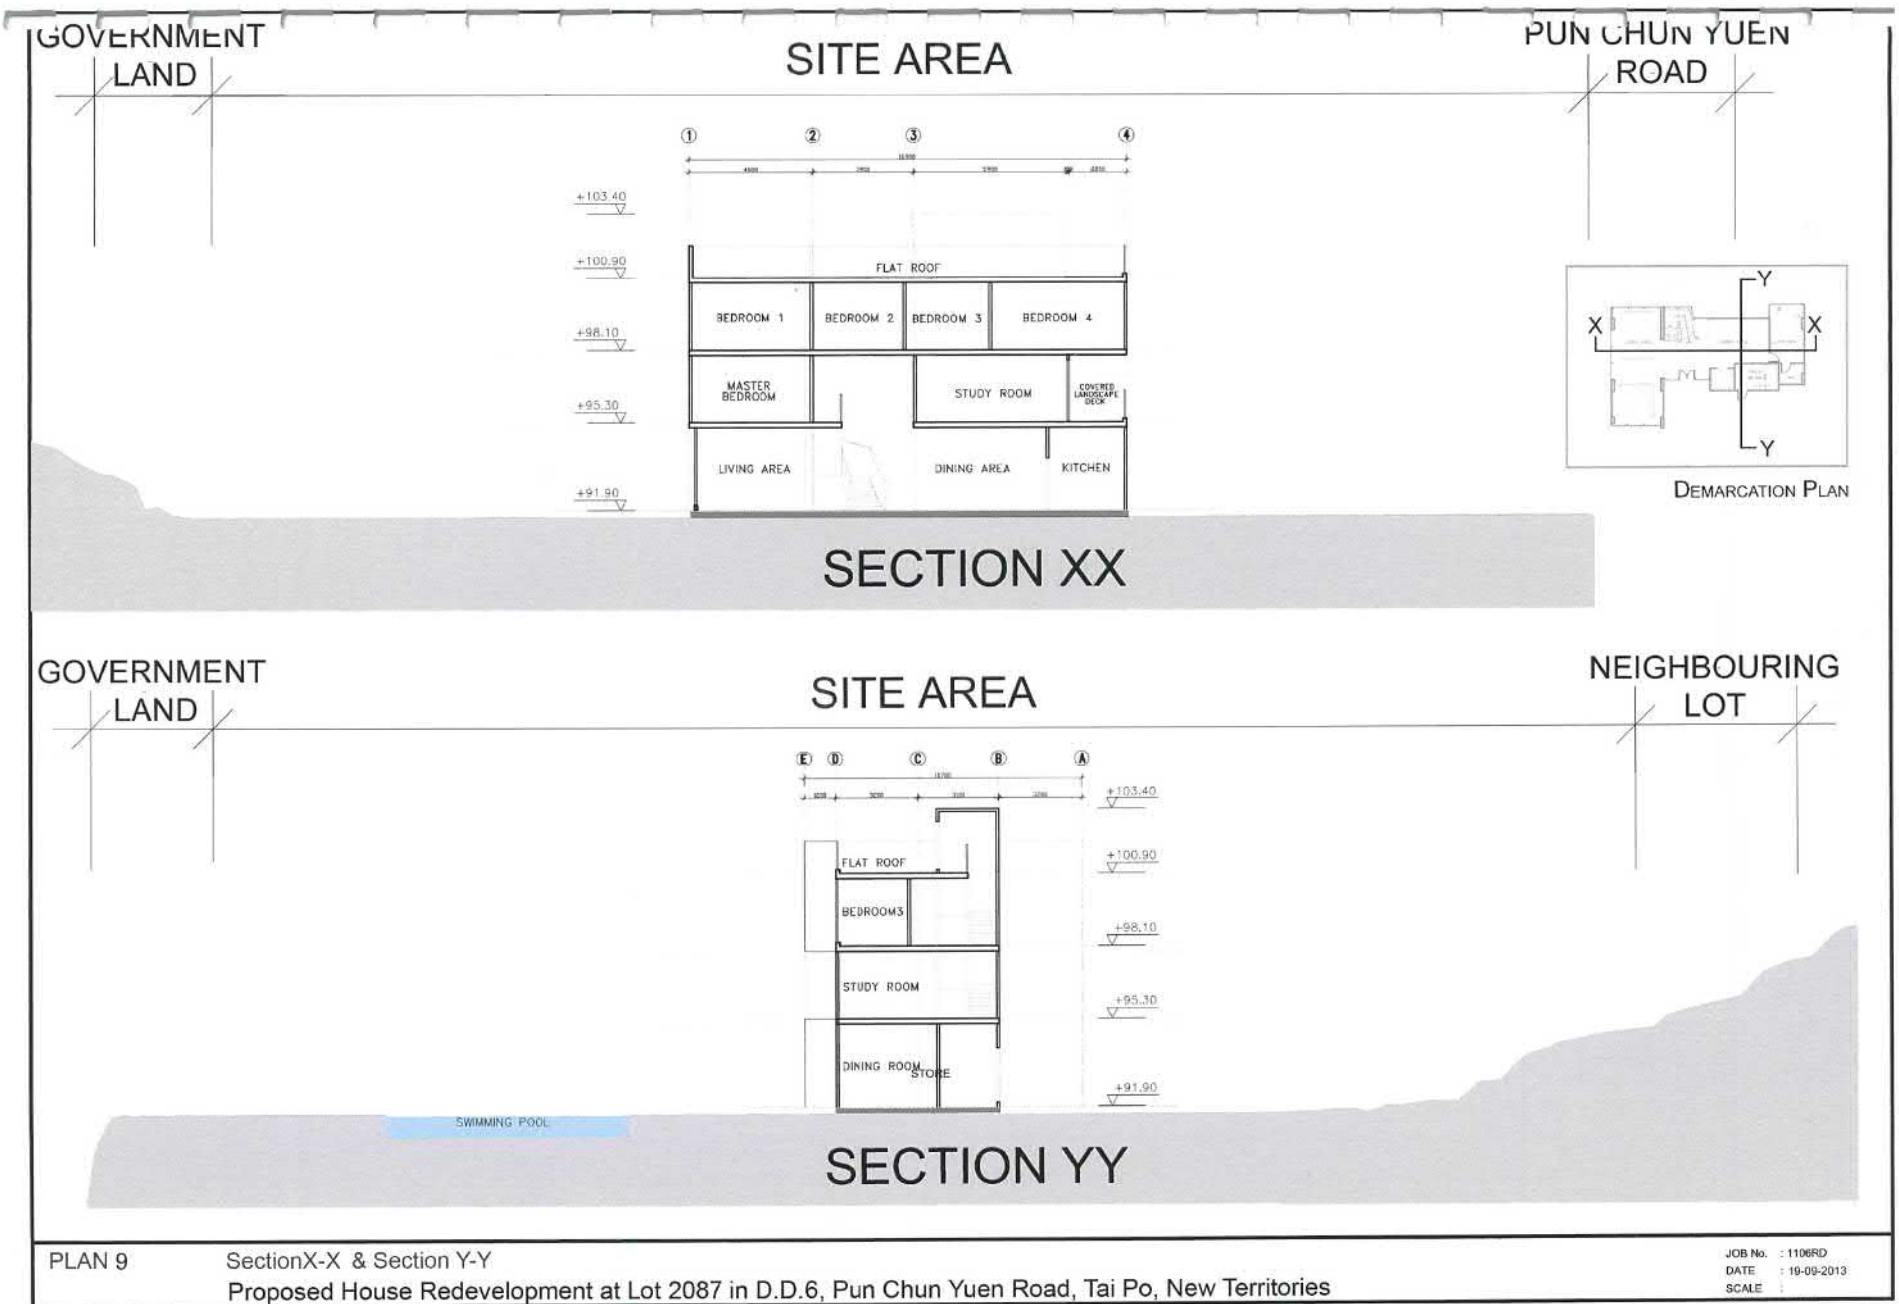 GOVERNMENT
LAND
SITE AREA
PUN CHUN YUEN
ROAD
1 2 3 4
+103.40
+100.90
FLAT ROOF
BEDROOM 1
BEDROOM 2
BEDROOM 3
BEDROOM 4
+98.10
MASTER
BEDROOM
STUDY ROOM
COVERED
LANDSCAPE
DECK
+95.30
LIVING AREA
DINING AREA
KITCHEN
+91.90
Y
X
X
Y
DEMARCATION PLAN
SECTION XX
GOVERNMENT
LAND
SITE AREA
NEIGHBOURING
LOT
E D C B A
+103.40
FLAT ROOF
+100.90
BEDROOM3
+98.10
STUDY ROOM
+95.30
DINING ROOM
STORE
+91.90
SWIMMING POOL
SECTION YY
PLAN 9
SectionX-X & Section Y-Y
Proposed House Redevelopment at Lot 2087 in D.D.6, Pun Chun Yuen Road, Tai Po, New Territories
JOB No. : 1106RD
DATE : 19-09-2013
SCALE :